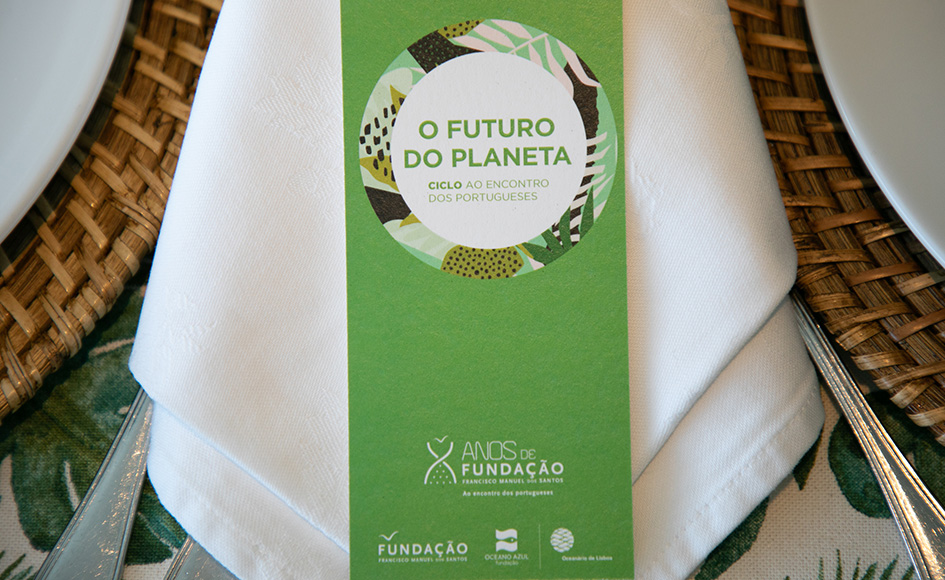 O FUTURO
DO PLANETA
CICLO AO ENCONTRO
DOS PORTUGUESES
ANOS DE
FUNDAÇÃO
FRANCISCO MANUEL DOS SANTOS
Ao encontro dos portugueses
FUNDAÇÃO
FRANCISCO MANUEL DOS SANTOS
OCEANO AZUL
fundação
Oceanário de Lisboa